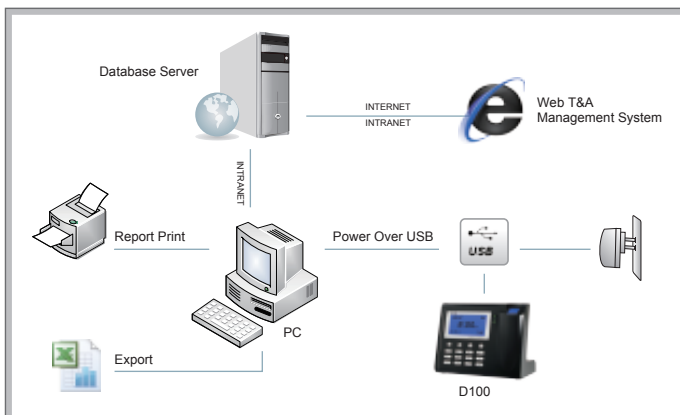 Database Server
INTERNET
INTRANET
Web T&A
Management System
INTRANET
Report Print
Power Over USB
USB
PC
Export
D100